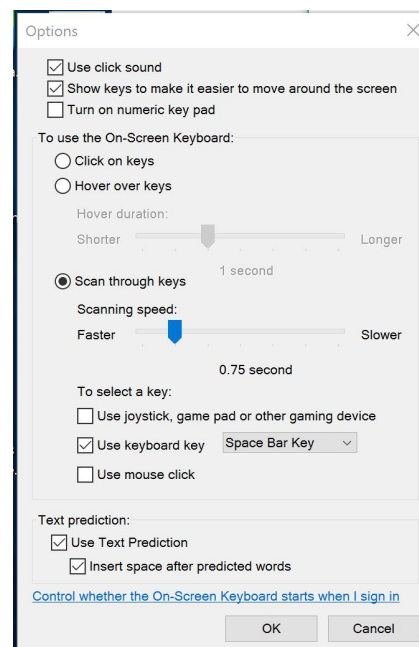 Options
Use click sound
Show keys to make it easier to move around the screen
Turn on numeric key pad
To use the On-Screen Keyboard:
Click on keys
Hover over keys
Hover duration:
Shorter Longer
1 second
Scan through keys
Scanning speed:
Faster Slower
0.75 second
To select a key:
Use joystick, game pad or other gaming device
Use keyboard key Space Bar Key
Use mouse click
Text prediction:
Use Text Prediction
Insert space after predicted words
Control whether the On-Screen Keyboard starts when I sign in
OK Cancel